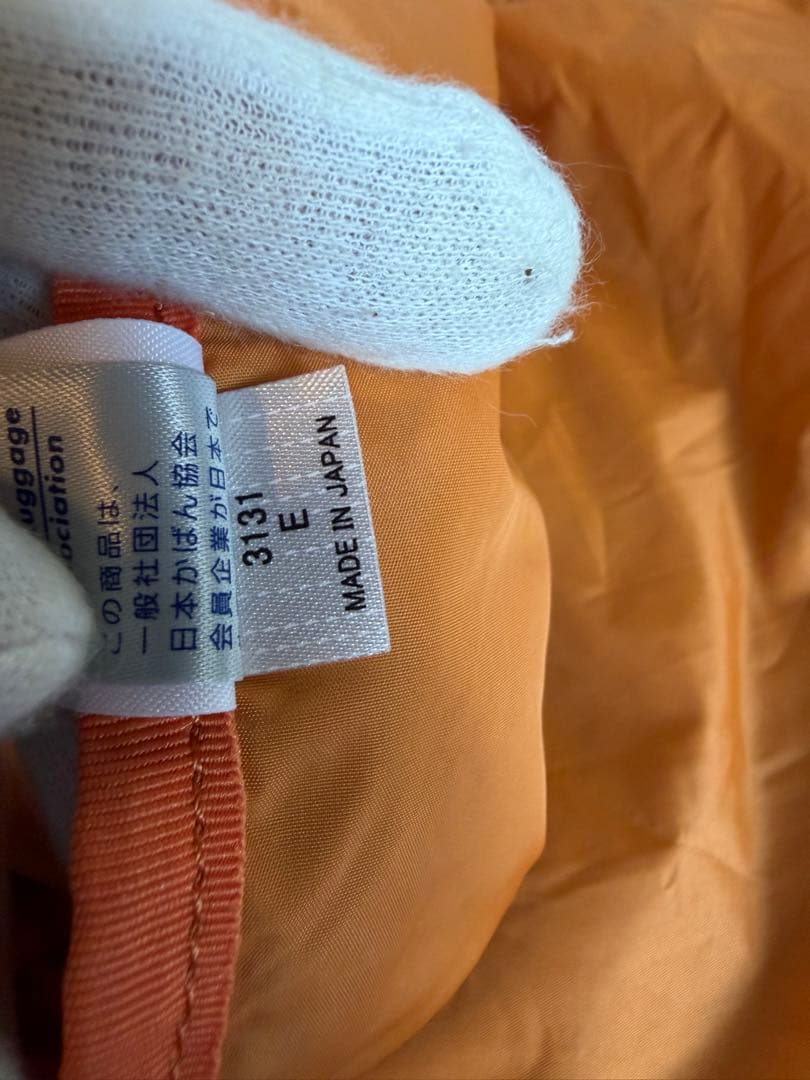 uggage
ociation
この商品は、
一般社団法人
日本かばん協会
会員企業が日本で
3131
E
MADE IN JAPAN